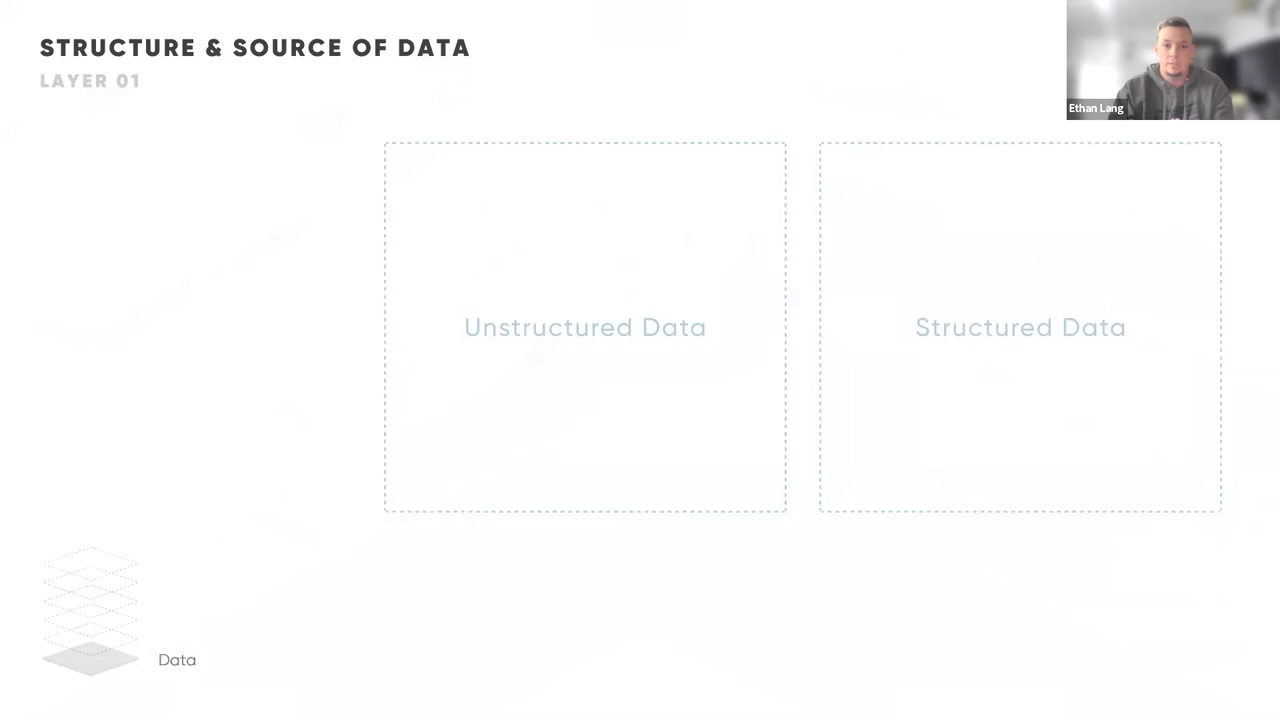 STRUCTURE & SOURCE OF DATA
LAYER 01
Ethan Lang
Unstructured Data
Structured Data
Data